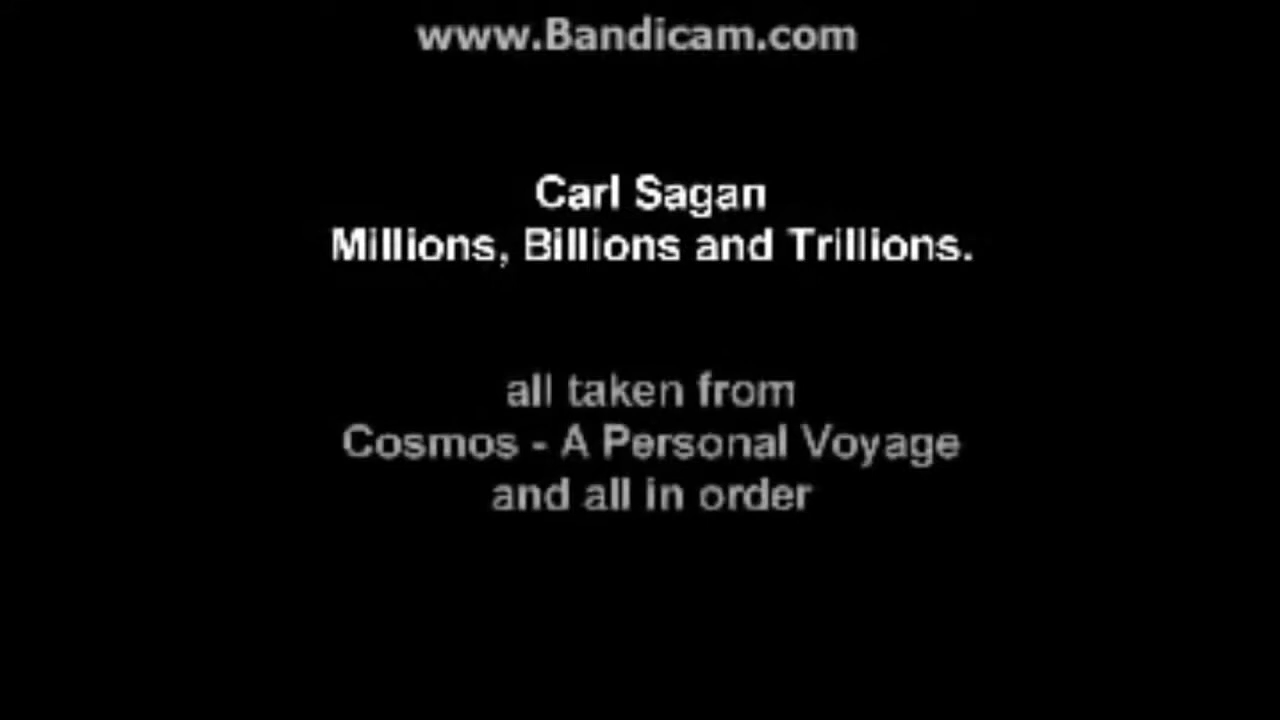 www.Bandicam.com
Carl Sagan
Millions, Billions and Trillions.
all taken from
Cosmos - A Personal Voyage
and all in order